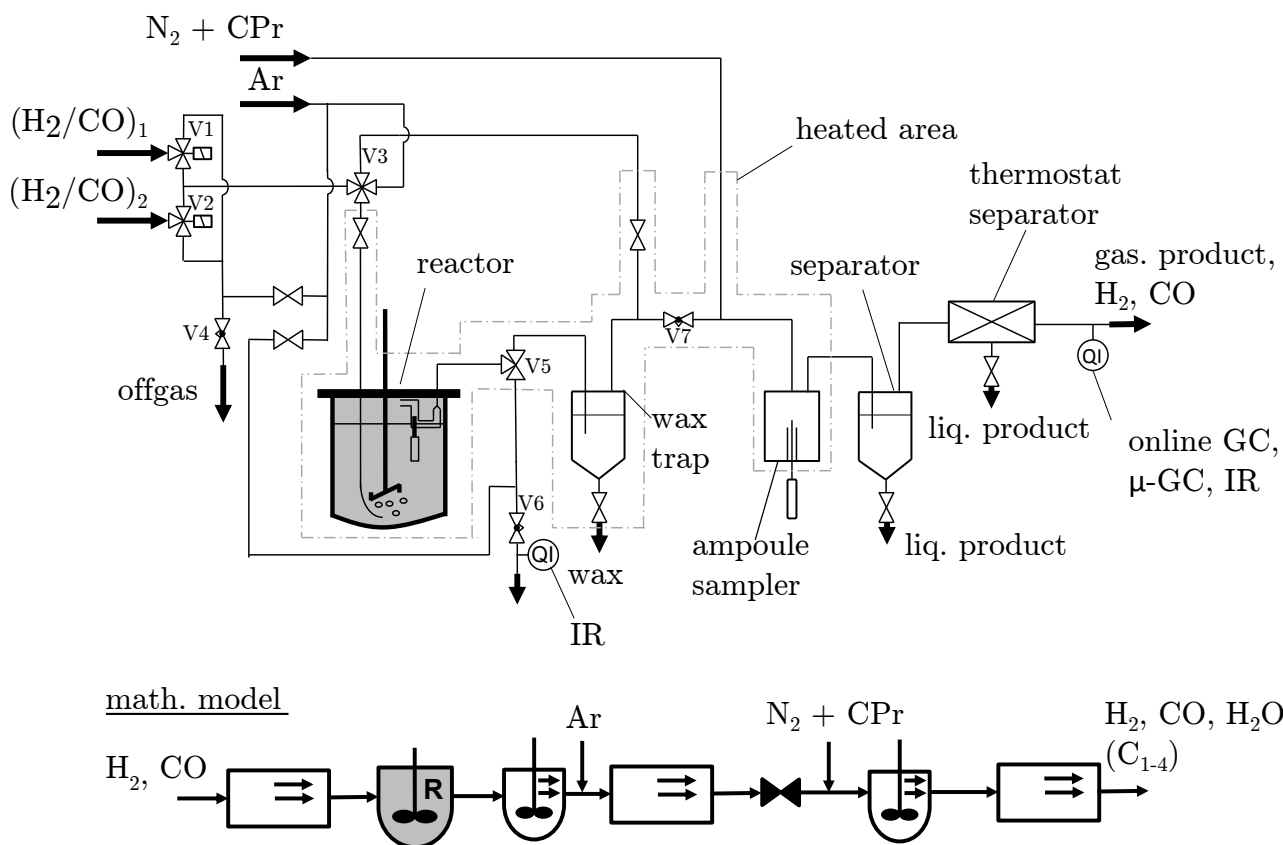 N₂ + CPr
Ar
(H2/CO)₁
V1
(H2/CO)₂
V2
V3
V4
offgas
reactor
V5
V6
QI
IR
wax
wax
trap
V7
heated area
ampoule
sampler
separator
liq. product
thermostat
separator
liq. product
gas. product,
H₂, CO
QI
online GC,
µ-GC, IR
math. model
H₂, CO
R
Ar
N₂ + CPr
H₂, CO, H₂O
(C₁₋₄)